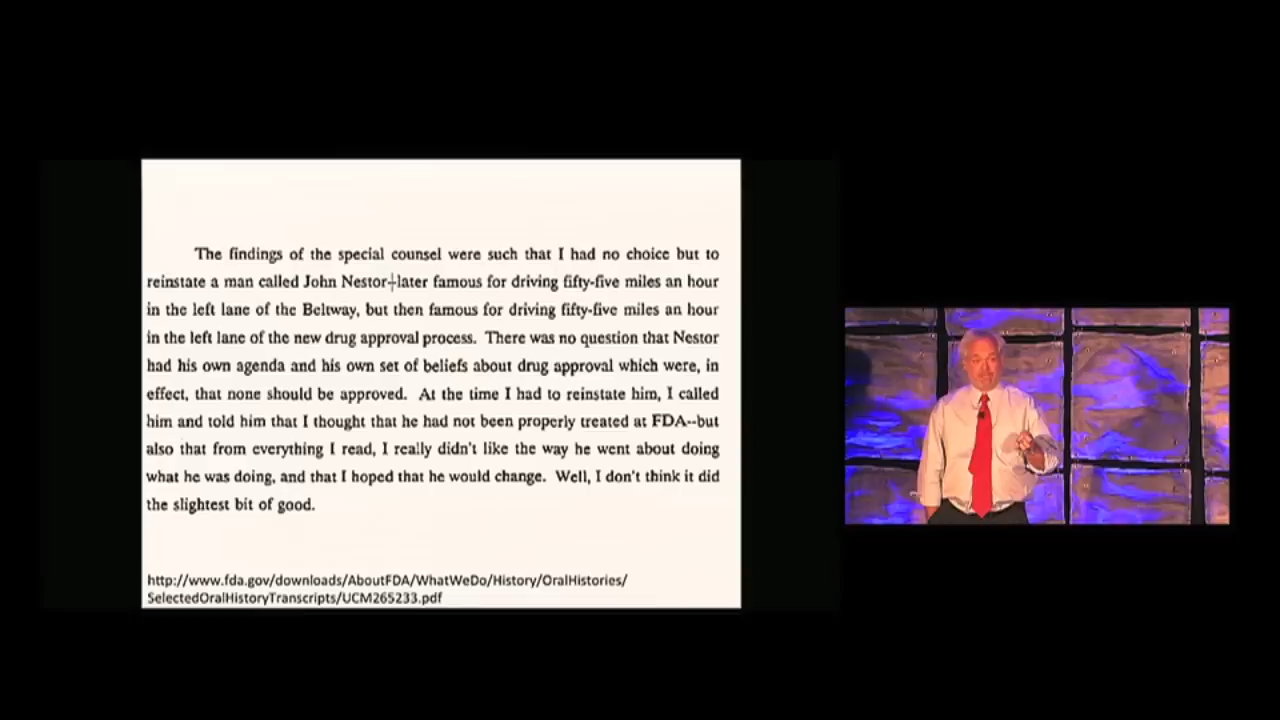 The findings of the special counsel were such that I had no choice but to
reinstate a man called John Nestor--later famous for driving fifty-five miles an hour
in the left lane of the Beltway, but then famous for driving fifty-five miles an hour
in the left lane of the new drug approval process. There was no question that Nestor
had his own agenda and his own set of beliefs about drug approval which were, in
effect, that none should be approved. At the time I had to reinstate him, I called
him and told him that I thought that he had not been properly treated at FDA--but
also that from everything I read, I really didn't like the way he went about doing
what he was doing, and that I hoped that he would change. Well, I don't think it did
the slightest bit of good.
http://www.fda.gov/downloads/AboutFDA/WhatWeDo/History/OralHistories/
SelectedOralHistoryTranscripts/UCM265233.pdf